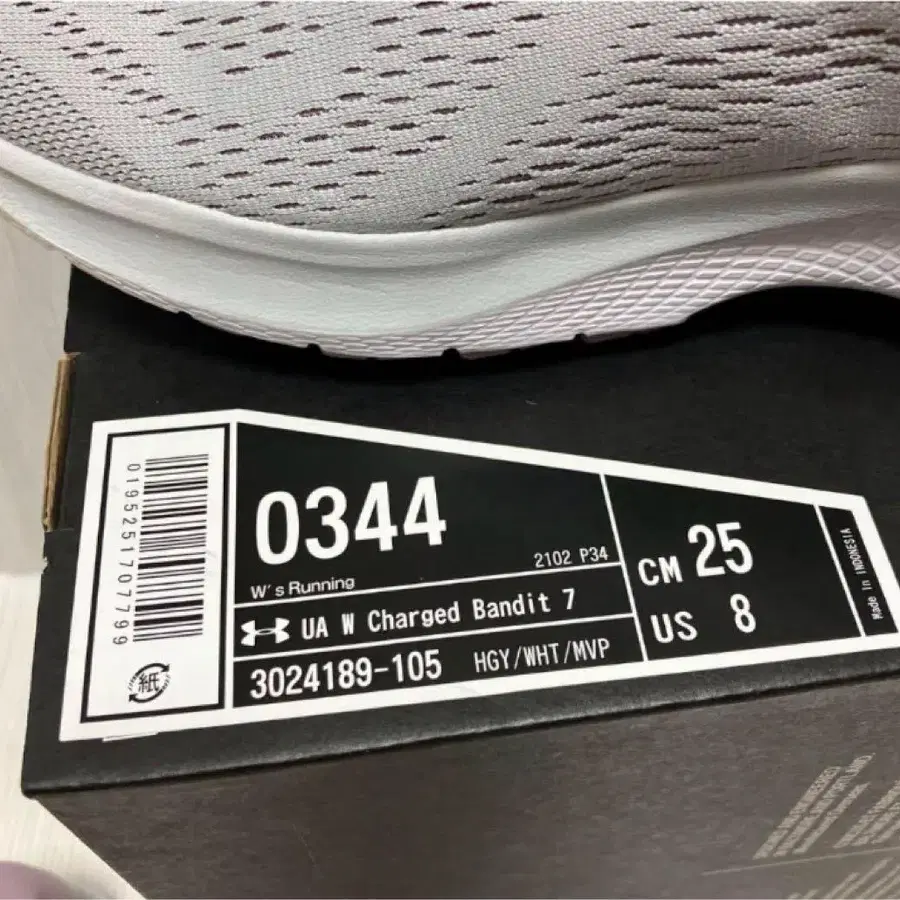 0195251707799
紙
0344
2102 P34
W's Running
UA W Charged Bandit 7
3024189-105 HGY/WHT/MVP
CM 25
US 8
Made In INDONESIA